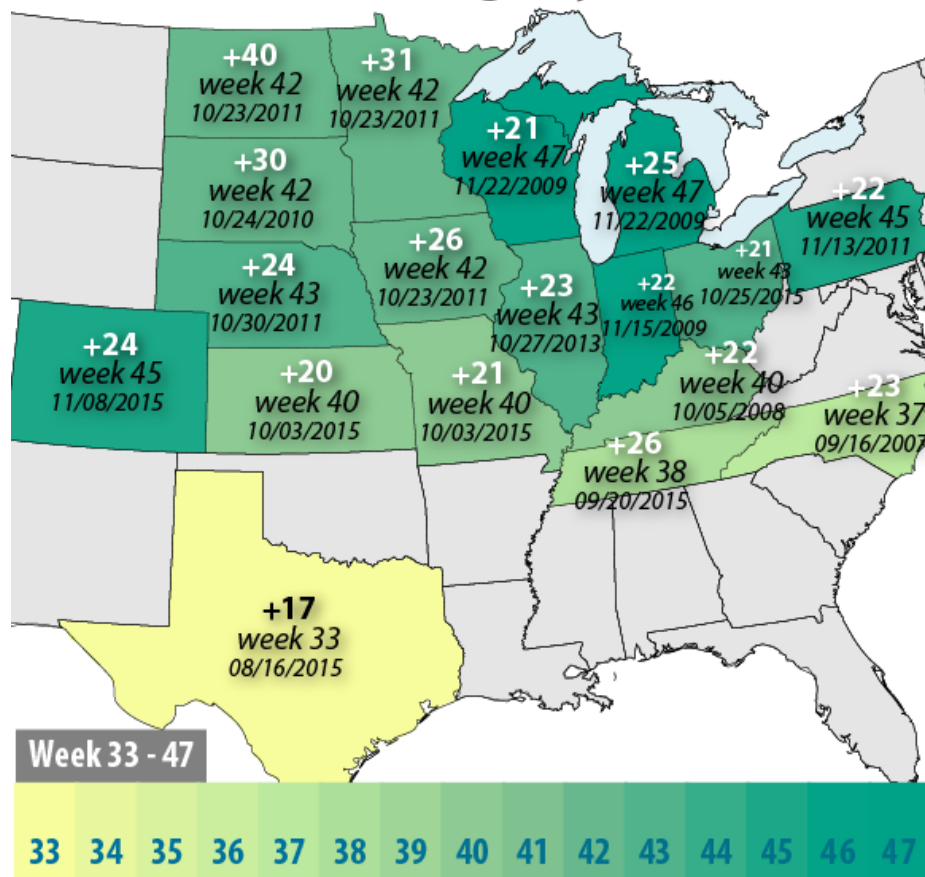 +40
week 42
10/23/2011
+31
week 42
10/23/2011
+21
week 47
11/22/2009
+25
week 47
11/22/2009
+30
week 42
10/24/2010
+22
week 45
11/13/2011
+26
week 42
10/23/2011
+21
week 43
10/25/2015
+24
week 43
10/30/2011
+23
week 43
10/27/2013
+22
week 46
11/15/2009
+24
week 45
11/08/2015
+20
week 40
10/03/2015
+21
week 40
10/03/2015
+22
week 40
10/05/2008
+23
week 37
09/16/2007
+26
week 38
09/20/2015
+17
week 33
08/16/2015
Week 33 - 47
33 34 35 36 37 38 39 40 41 42 43 44 45 46 47